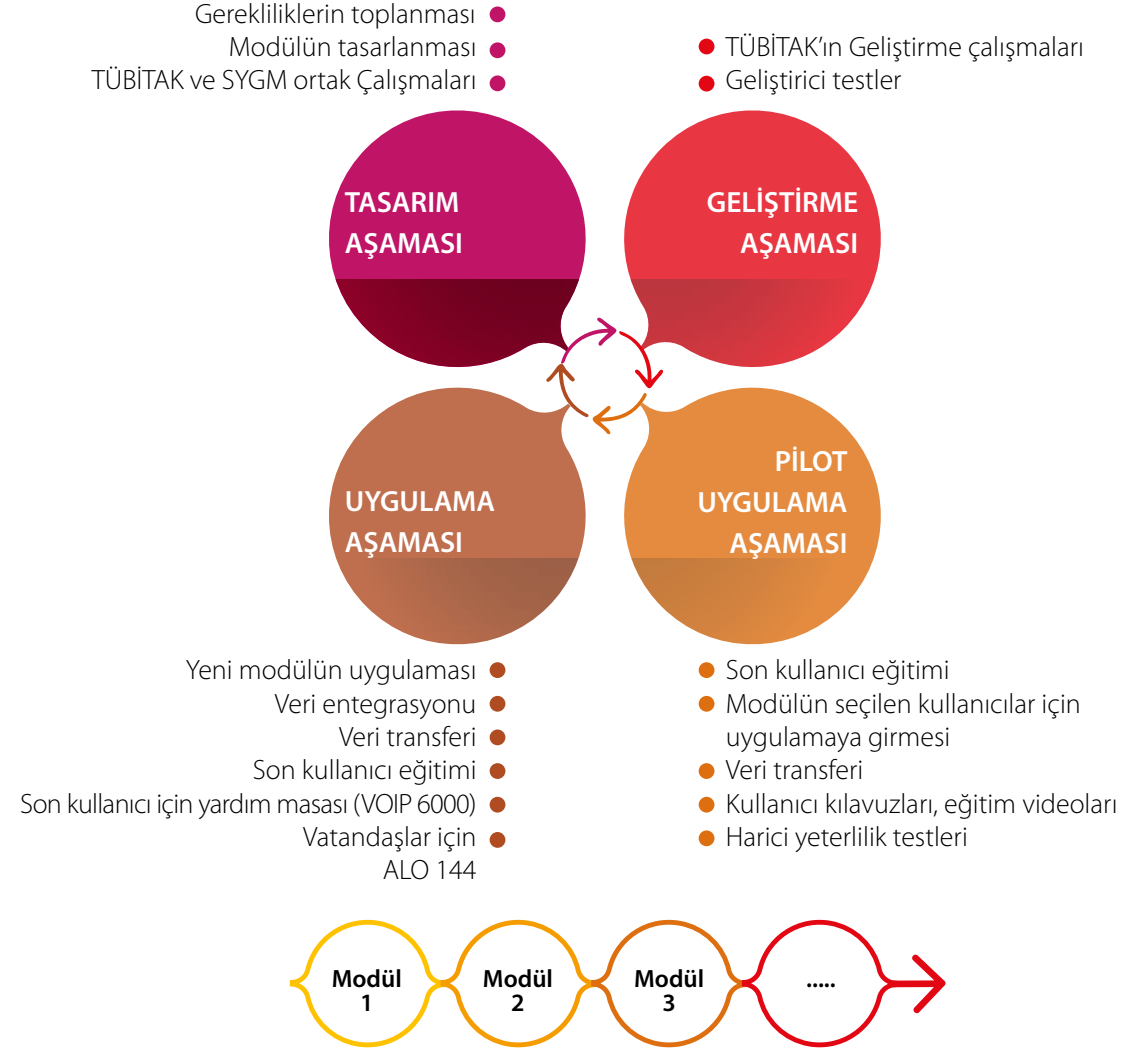 Gerekliliklerin toplanması
Modülün tasarlanması
TÜBİTAK ve SYGM ortak Çalışmaları
TÜBİTAK'ın Geliştirme çalışmaları
Geliştirici testler
TASARIM
AŞAMASI
GELİŞTİRME
AŞAMASI
UYGULAMA
AŞAMASI
PİLOT
UYGULAMA
AŞAMASI
Yeni modülün uygulaması
Veri entegrasyonu
Veri transferi
Son kullanıcı eğitimi
Son kullanıcı için yardım masası (VOIP 6000)
Vatandaşlar için
ALO 144
Son kullanıcı eğitimi
Modülün seçilen kullanıcılar için
uygulamaya girmesi
Veri transferi
Kullanıcı kılavuzları, eğitim videoları
Harici yeterlilik testleri
Modül
1
Modül
2
Modül
3
.....